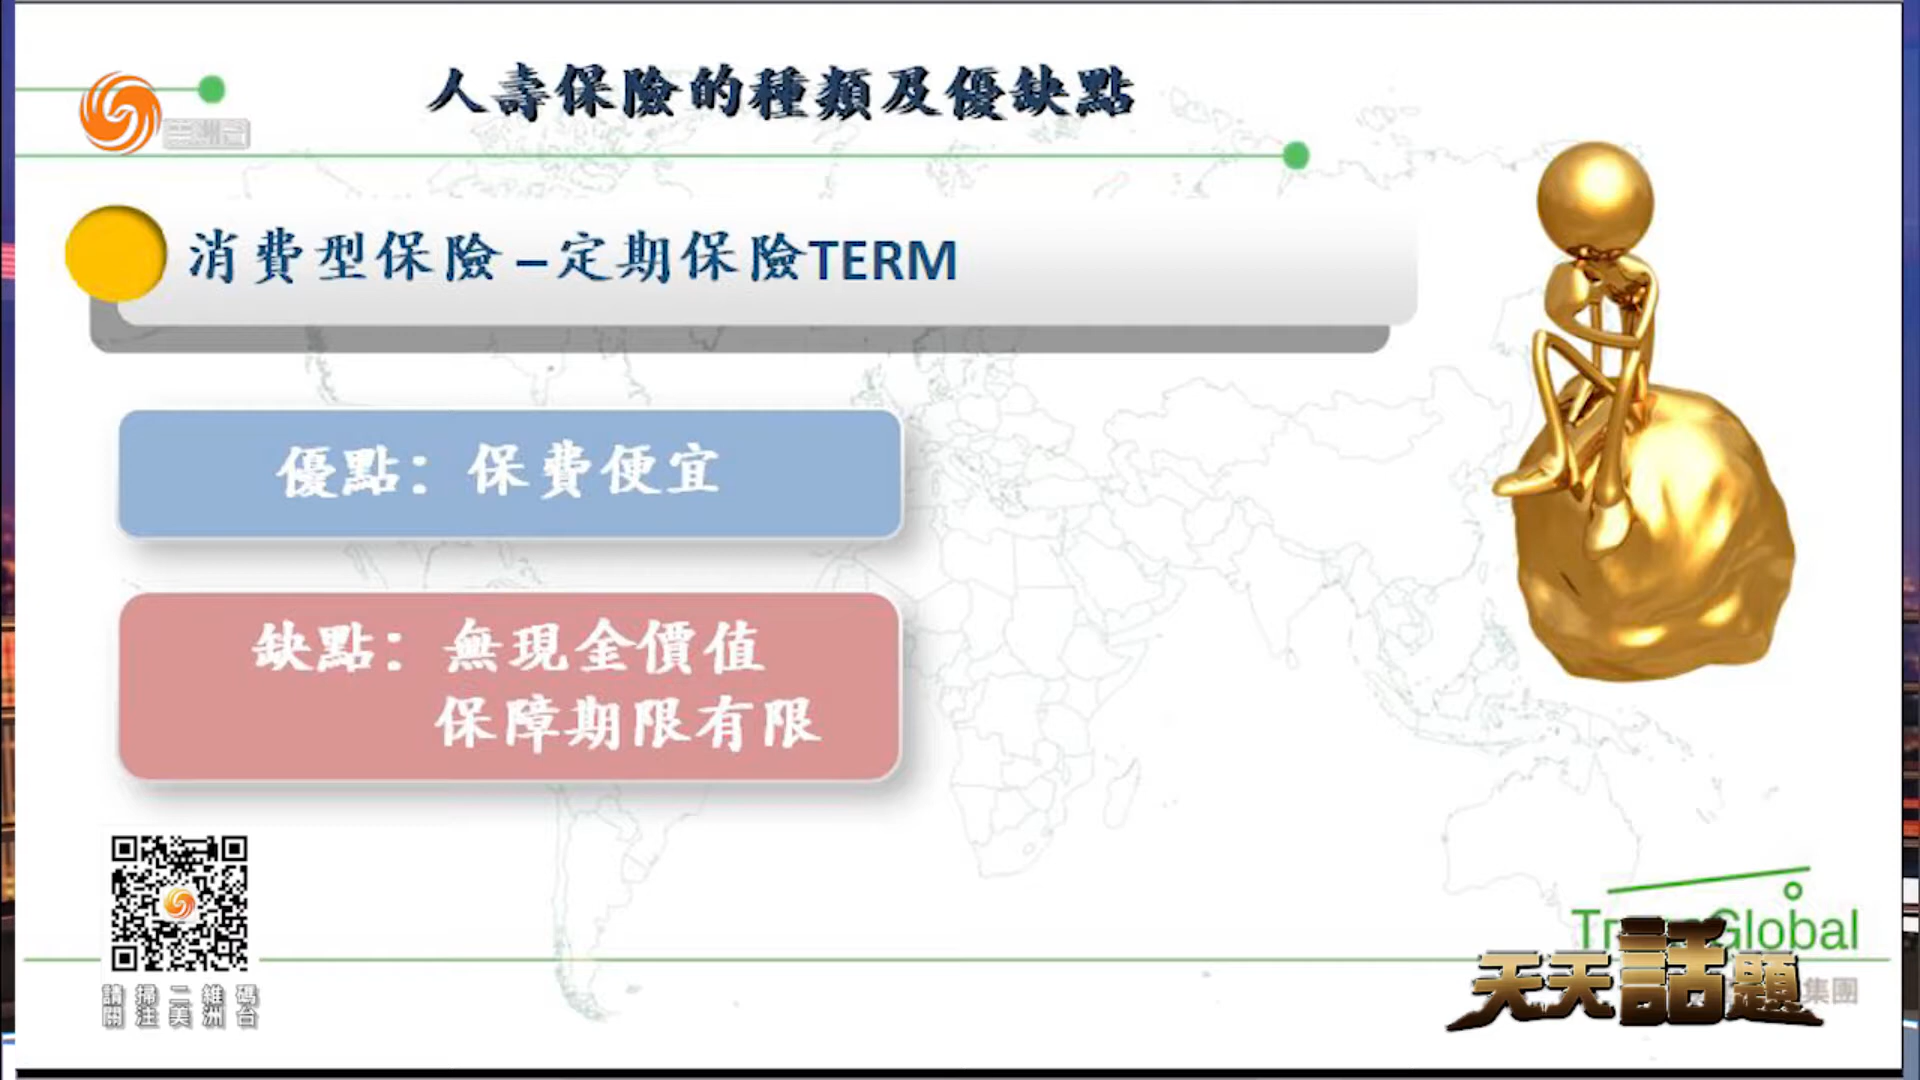 人壽保險的種類及優缺點
美洲台
消費型保險–定期保險TERM
優點：保費便宜
缺點：無現金價值
保障期限有限
請掃二維碼
關注美洲台
Global
天天話題
集團